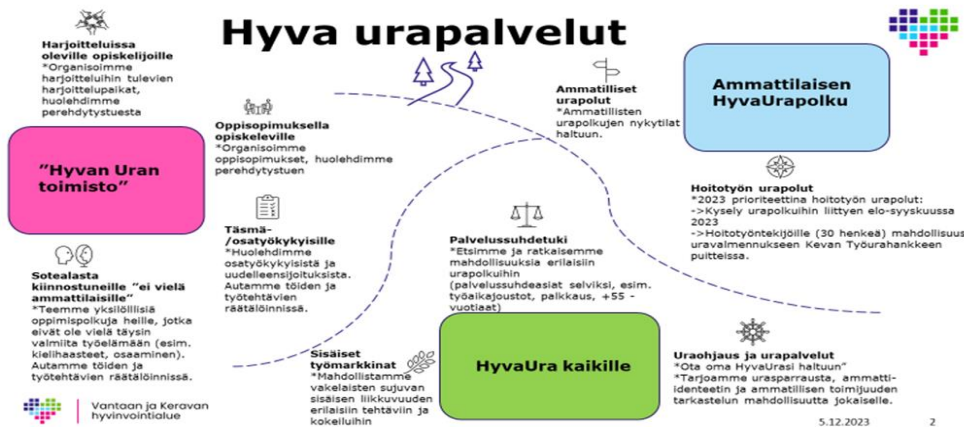 Hyva urapalvelut
Harjoitteluissa
oleville opiskelijoille
*Organisoimme
harjoitteluihin tulevien
harjoittelupaikat,
huolehdimme
perehdytystuesta
"Hyvan Uran
toimisto"
Sotealasta
kiinnostuneille "ei vielä
ammattilaisille"
*Teemme yksilöllisiä
oppimispolkuja heille, jotka
eivät ole vielä täysin
valmiita työelämään (esim.
kielihaasteet, osaaminen).
Autamme töiden ja
työtehtävien räätälöinnissä.
Oppisopimuksella
opiskeleville
*Organisoimme
oppisopimukset, huolehdimme
perehdytystuen
Täsmä-
/osatyökykyisille
*Huolehdimme
osatyökykyisistä ja
uudelleensijoituksista.
Autamme töiden ja
työtehtävien
räätälöinnissä.
Sisäiset
työmarkkinat
*Mahdollistamme
vakelaisten sujuvan
sisäisen liikkuvuuden
erilaisiin tehtäviin ja
kokeiluihin
Palvelussuhdetuki
*Etsimme ja ratkaisemme
mahdollisuuksia erilaisiin
urapolkuihin
(palvelussuhdeasiat selviksi, esim.
työaikajoustot, palkkaus, +55 -
vuotiaat)
HyvaUra kaikille
Ammatilliset
urapolut
*Ammatillisten
urapolkujen nykytilat
haltuun.
Ammattilaisen
HyvaUrapolku
Hoitotyön urapolut
*2023 prioriteettina hoitotyön urapolut:
->Kysely urapolkuihin liittyen elo-syyskuussa
2023
->Hoitotyöntekijöille (30 henkeä) mahdollisuus
uravalmennukseen Kevan Työurahankkeen
puitteissa.
Uraohjaus ja urapalvelut
*Ota oma HyvaUrasi haltuun"
*Tarjoamme urasparrausta, ammatti-
identeetin ja ammatillisen toimijuuden
tarkastelun mahdollisuutta jokaiselle.
Vantaan ja Keravan
hyvinvointialue
5.12.2023
2